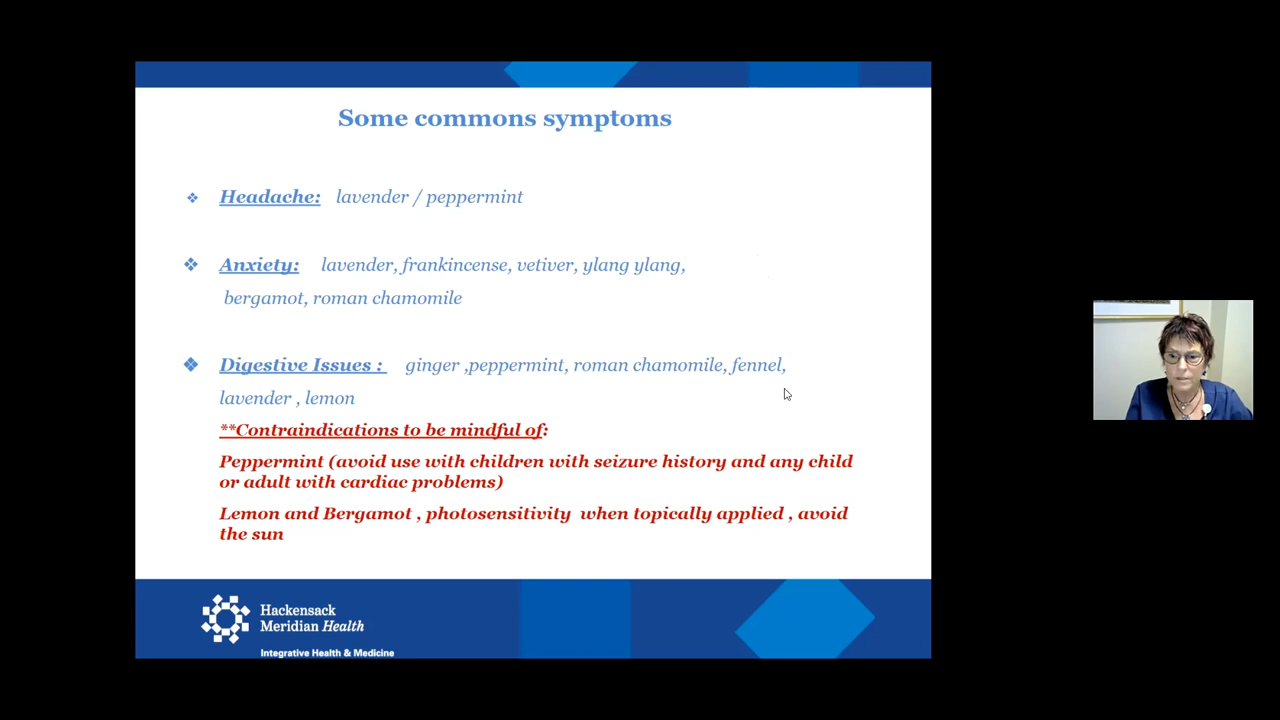 Some commons symptoms
Headache: lavender / peppermint
Anxiety: lavender, frankincense, vetiver, ylang ylang,
bergamot, roman chamomile
Digestive Issues : ginger ,peppermint, roman chamomile, fennel,
lavender , lemon
**Contraindications to be mindful of:
Peppermint (avoid use with children with seizure history and any child
or adult with cardiac problems)
Lemon and Bergamot , photosensitivity when topically applied , avoid
the sun
Hackensack
Meridian Health
Integrative Health & Medicine